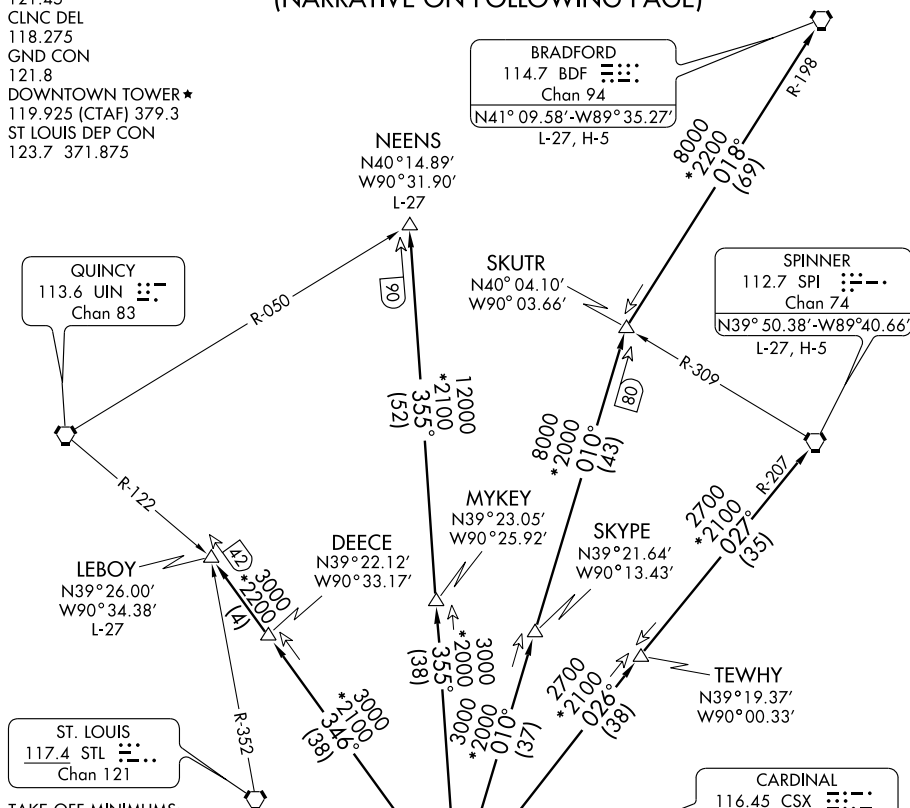 121.45
(NARRATIVE ON FOLLOWING PAGE)
CLNC DEL
118.275
GND CON
121.8
DOWNTOWN TOWER★
119.925 (CTAF) 379.3
ST LOUIS DEP CON
123.7 371.875
BRADFORD
114.7 BDF
Chan 94
N41° 09.58'-W89° 35.27'
L-27, H-5
R-198
8000
*2200
018°
(69)
NEENS
N40°14.89'
W90°31.90'
L-27
QUINCY
113.6 UIN
Chan 83
R-050
90
SKUTR
N40° 04.10'
W90° 03.66'
SPINNER
112.7 SPI
Chan 74
N39° 50.38'-W89°40.66'
L-27, H-5
R-309
80
12000
*2100
355°
(52)
8000
*2000
010°
(43)
R-207
2700
*2100
027°
(35)
R-122
LEBOY
N39°26.00'
W90°34.38'
L-27
42
3000
*2200
(4)
DEECE
N39°22.12'
W90°33.17'
MYKEY
N39°23.05'
W90°25.92'
SKYPE
N39°21.64'
W90°13.43'
TEWHY
N39°19.37'
W90°00.33'
R-352
3000
*2100
346°
(38)
3000
*2000
355°
(38)
3000
*2000
010°
(37)
2700
*2100
026°
(38)
ST. LOUIS
117.4 STL
Chan 121
TAKE-OFF MINIMUMS
CARDINAL
116.45 CSX